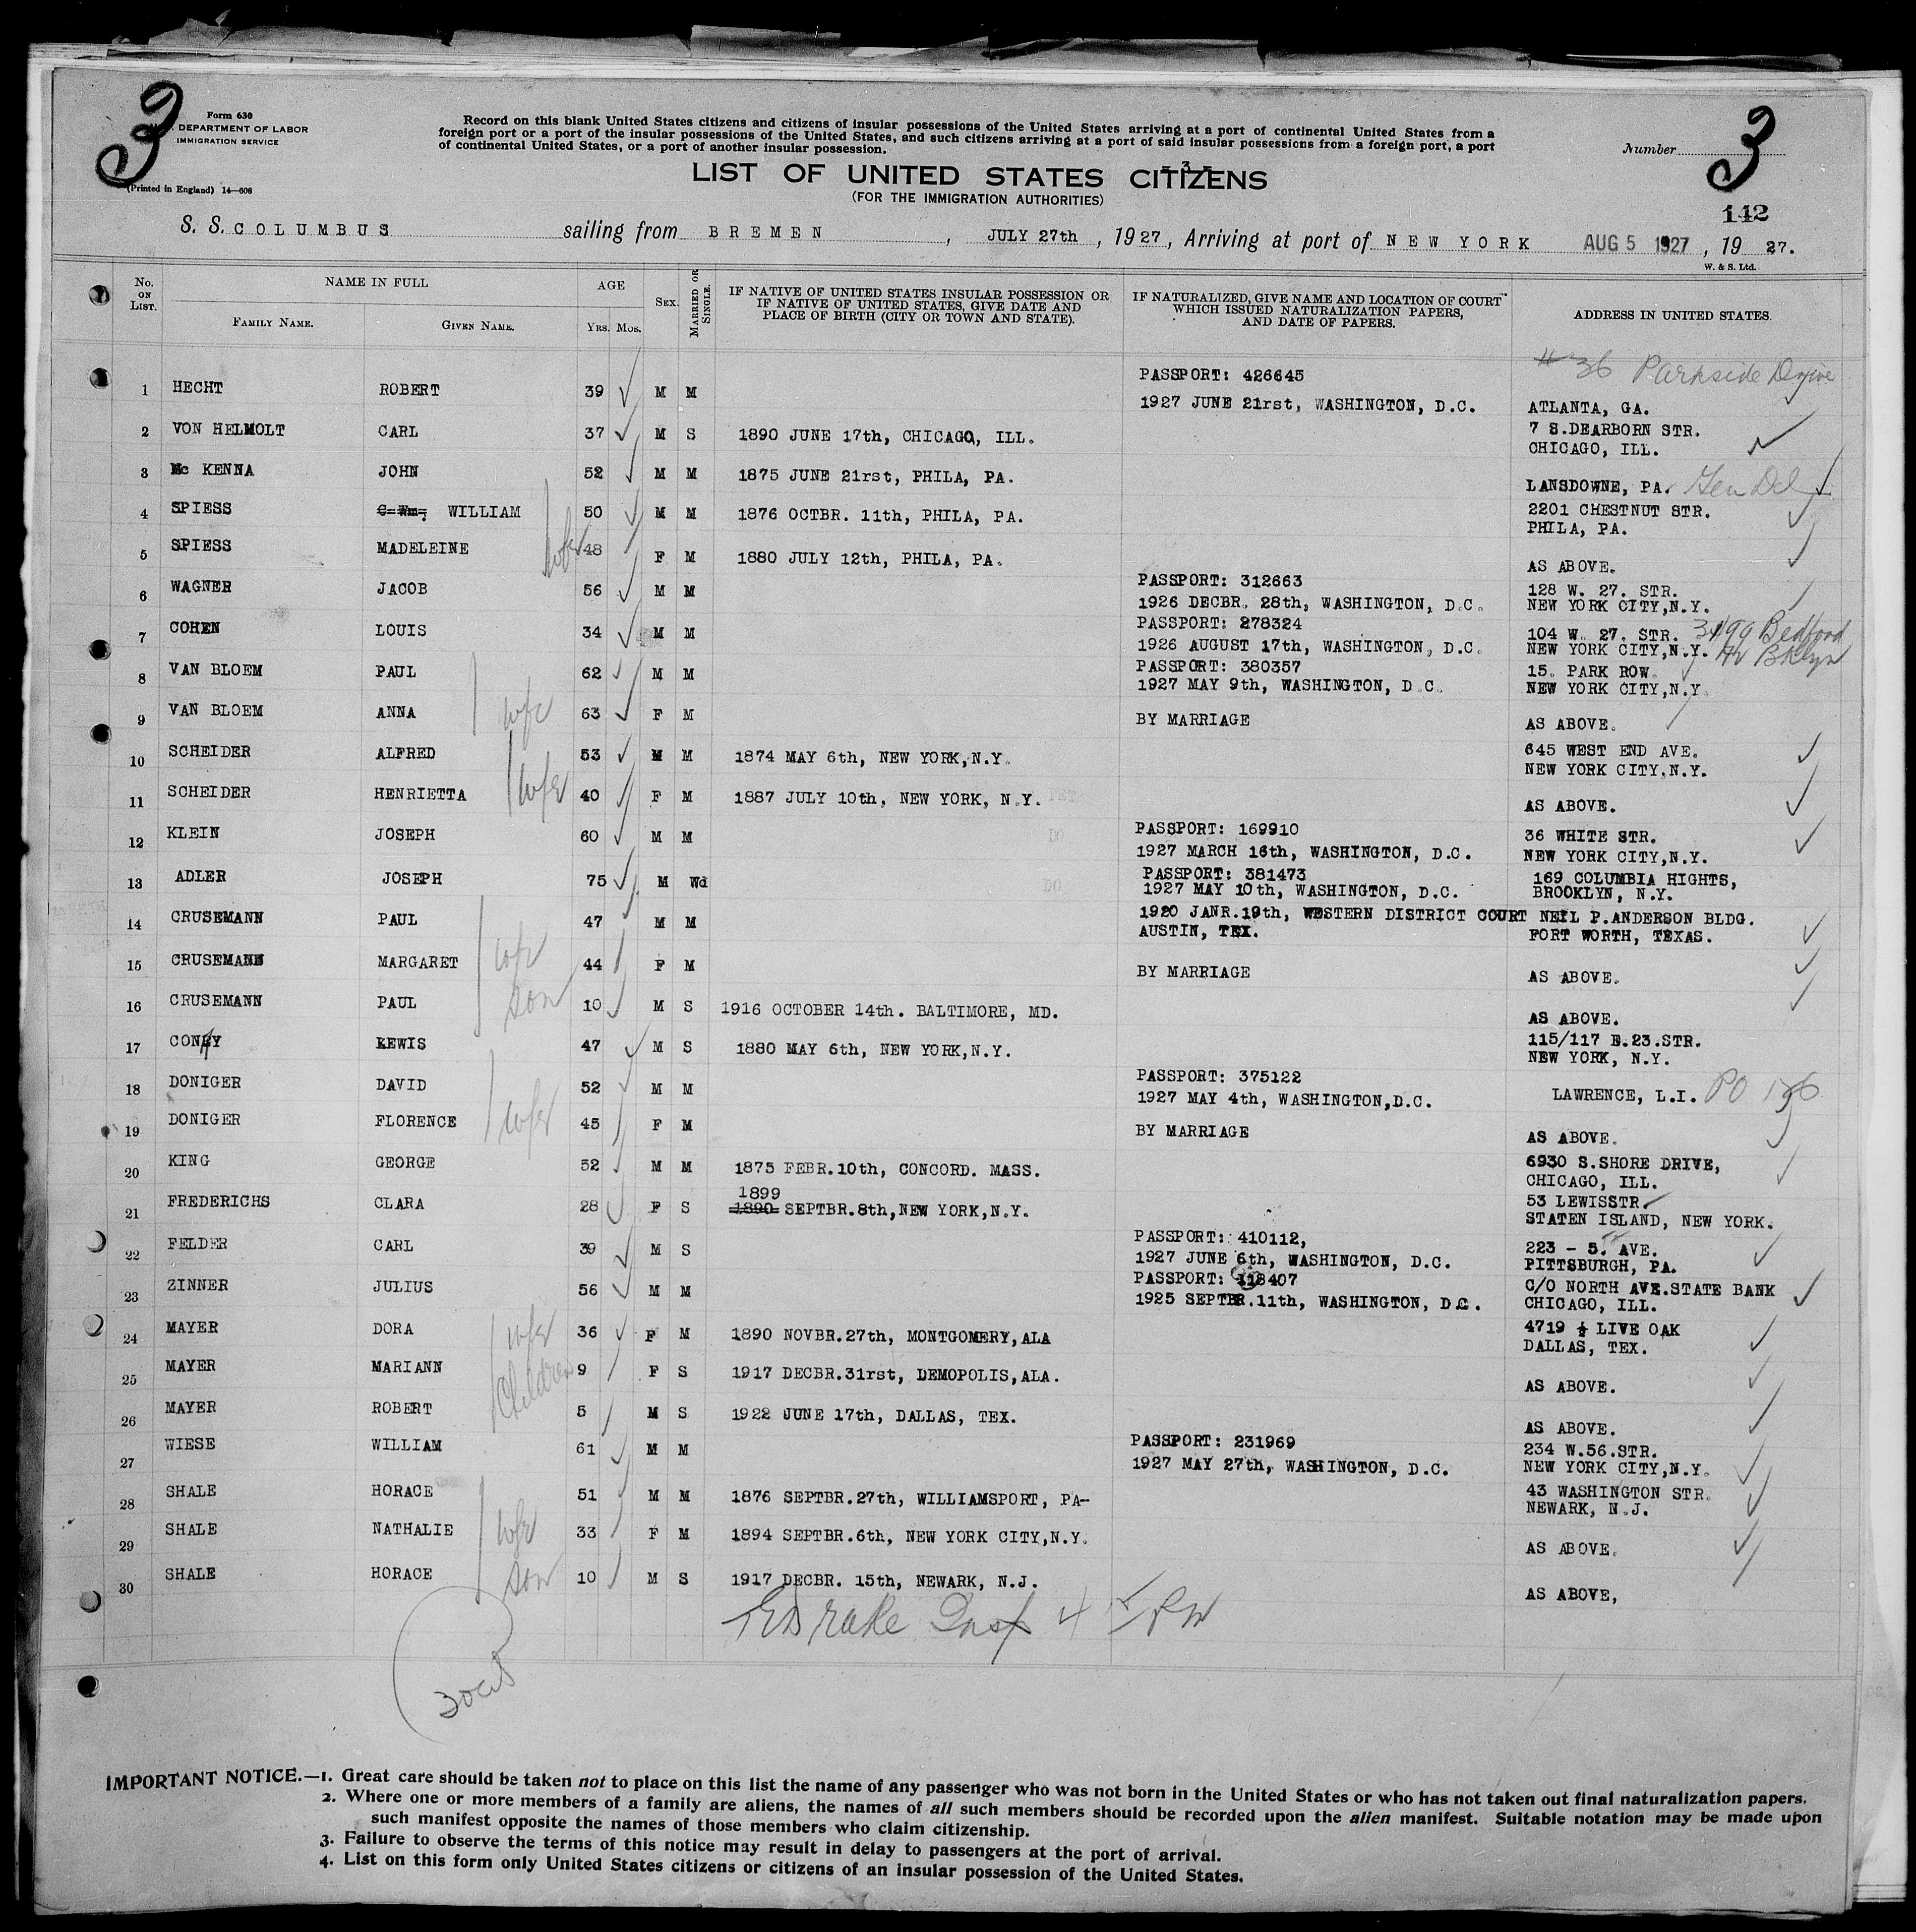 3
Form 630
DEPARTMENT OF LABOR
IMMIGRATION SERVICE
(Printed in England) 14—608
Record on this blank United States citizens and citizens of insular possessions of the United States arriving at a port of continental United States from a
foreign port or a port of the insular possessions of the United States, and such citizens arriving at a port of said insular possessions from a foreign port, a port
of continental United States, or a port of another insular possession.
Number
3
- 3 -
LIST OF UNITED STATES CITIZENS
(FOR THE IMMIGRATION AUTHORITIES)
142
S. S. COLUMBUS sailing from BREMEN, JULY 27th, 1927, Arriving at port of NEW YORK AUG 5 1927, 19 27.
W. & S. Ltd.
No. ON LIST. NAME IN FULL FAMILY NAME. GIVEN NAME. AGE YRS. MOS. SEX. MARRIED OR SINGLE. IF NATIVE OF UNITED STATES INSULAR POSSESSION OR IF NATIVE OF UNITED STATES, GIVE DATE AND PLACE OF BIRTH (CITY OR TOWN AND STATE). IF NATURALIZED, GIVE NAME AND LOCATION OF COURT WHICH ISSUED NATURALIZATION PAPERS, AND DATE OF PAPERS. ADDRESS IN UNITED STATES.
# 36 Parkside Drive
1 HECHT ROBERT 39 M M PASSPORT: 426645
1927 JUNE 21rst, WASHINGTON, D.C. ATLANTA, GA.
2 VON HELMOLT CARL 37 M S 1890 JUNE 17th, CHICAGO, ILL. 7 S.DEARBORN STR.
CHICAGO, ILL.
3 Mc KENNA JOHN 52 M M 1875 JUNE 21rst, PHILA, PA. LANSDOWNE, PA. Gen Del
4 SPIESS C=Wm; WILLIAM 50 M M 1876 OCTBR. 11th, PHILA, PA. 2201 CHESTNUT STR.
PHILA, PA.
5 SPIESS MADELEINE wfe 48 F M 1880 JULY 12th, PHILA, PA. AS ABOVE.
6 WAGNER JACOB 56 M M PASSPORT: 312663 128 W. 27. STR.
1926 DECBR. 28th, WASHINGTON, D.C. NEW YORK CITY,N.Y.
7 COHEN LOUIS 34 M M PASSPORT: 278324 104 W. 27. STR. 3499 Bedford
1926 AUGUST 17th, WASHINGTON, D.C. NEW YORK CITY,N.Y. Av Bklyn
8 VAN BLOEM PAUL 62 M M PASSPORT: 380357 15. PARK ROW.
1927 MAY 9th, WASHINGTON, D.C. NEW YORK CITY,N.Y.
9 VAN BLOEM ANNA wfe 63 F M BY MARRIAGE AS ABOVE.
10 SCHEIDER ALFRED 53 M M 1874 MAY 6th, NEW YORK,N.Y. 645 WEST END AVE.
NEW YORK CITY,N.Y.
11 SCHEIDER HENRIETTA wfe 40 F M 1887 JULY 10th, NEW YORK, N.Y. AS ABOVE.
12 KLEIN JOSEPH 60 M M PASSPORT: 169910 36 WHITE STR.
1927 MARCH 16th, WASHINGTON, D.C. NEW YORK CITY,N.Y.
13 ADLER JOSEPH 75 M Wd PASSPORT: 381473 169 COLUMBIA HIGHTS,
1927 MAY 10th, WASHINGTON, D.C. BROOKLYN, N.Y.
14 CRUSEMANN PAUL 47 M M 1920 JANR.19th, WESTERN DISTRICT COURT NEIL P.ANDERSON BLDG.
AUSTIN, TEX. FORT WORTH, TEXAS.
15 CRUSEMANN MARGARET wfe 44 F M BY MARRIAGE AS ABOVE.
16 CRUSEMANN PAUL son 10 M S 1916 OCTOBER 14th. BALTIMORE, MD. AS ABOVE.
17 LEWIS 47 M S 1880 MAY 6th, NEW YORK,N.Y. 115/117 E.23.STR.
NEW YORK, N.Y.
18 DONIGER DAVID 52 M M PASSPORT: 375122
1927 MAY 4th, WASHINGTON,D.C. LAWRENCE, L.I. PO
19 DONIGER FLORENCE wfe 45 F M BY MARRIAGE AS ABOVE.
20 KING GEORGE 52 M M 1875 FEBR.10th, CONCORD. MASS. 6930 S.SHORE DRIVE,
CHICAGO, ILL.
1899
21 FREDERICHS CLARA 28 F S 1890 SEPTBR.8th,NEW YORK,N.Y. 53 LEWISSTR.
STATEN ISLAND, NEW YORK.
22 FELDER CARL 39 M S PASSPORT: 410112, 223 - 5. AVE.
1927 JUNE 6th, WASHINGTON, D.C. PITTSBURGH, PA.
23 ZINNER JULIUS 56 M M PASSPORT: 118407 C/O NORTH AVE.STATE BANK
1925 SEPTBR.11th, WASHINGTON, D.C. CHICAGO, ILL.
24 MAYER DORA wfe 36 F M 1890 NOVBR.27th, MONTGOMERY,ALA 4719 ½ LIVE OAK
DALLAS, TEX.
25 MAYER MARIANN Children 9 F S 1917 DECBR.31rst, DEMOPOLIS,ALA. AS ABOVE.
26 MAYER ROBERT 5 M S 1922 JUNE 17th, DALLAS, TEX. AS ABOVE.
27 WIESE WILLIAM 61 M M PASSPORT: 231969 234 W.56.STR.
1927 MAY 27th, WASHINGTON, D.C. NEW YORK CITY,N.Y.
28 SHALE HORACE 51 M M 1876 SEPTBR.27th, WILLIAMSPORT, PA- 43 WASHINGTON STR.
NEWARK, N.J.
29 SHALE NATHALIE wfe 33 F M 1894 SEPTBR.6th, NEW YORK CITY,N.Y. AS ABOVE.
30 SHALE HORACE son 10 M S 1917 DECBR. 15th, NEWARK, N.J. AS ABOVE,
Drake Insp 4
IMPORTANT NOTICE.—1. Great care should be taken not to place on this list the name of any passenger who was not born in the United States or who has not taken out final naturalization papers.
2. Where one or more members of a family are aliens, the names of all such members should be recorded upon the alien manifest. Suitable notation may be made upon
such manifest opposite the names of those members who claim citizenship.
3. Failure to observe the terms of this notice may result in delay to passengers at the port of arrival.
4. List on this form only United States citizens or citizens of an insular possession of the United States.